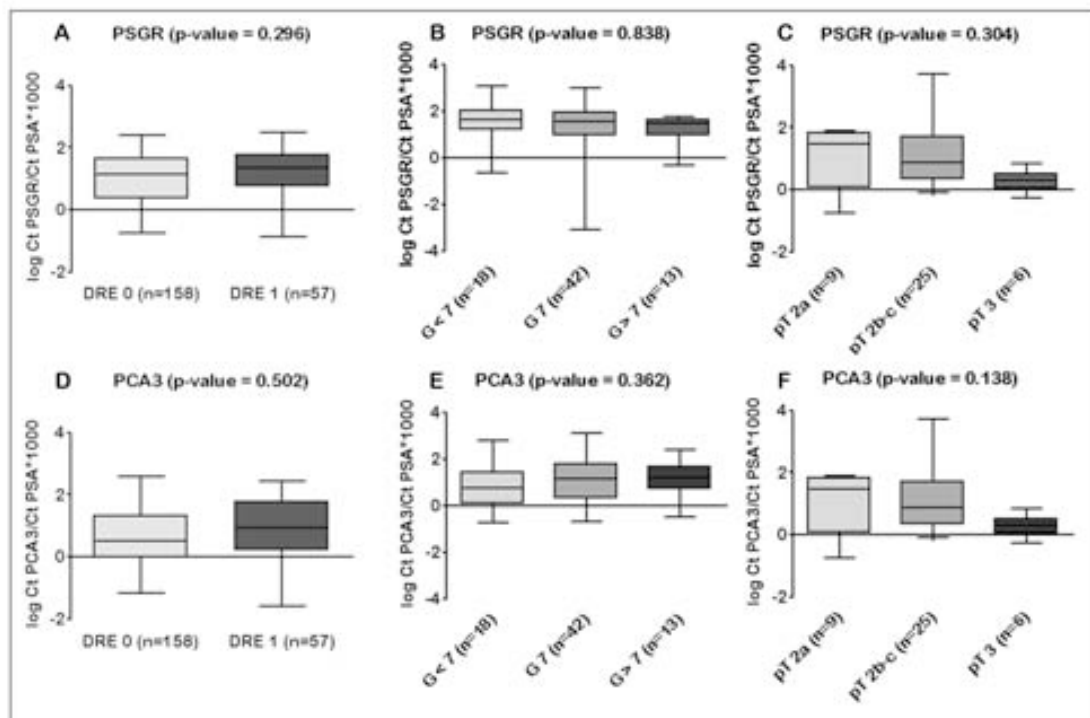 A PSGR (p-value = 0.296)
log Ct PSGR/Ct PSA*1000
4
2
0
-2
DRE 0 (n=158) DRE 1 (n=57)
B PSGR (p-value = 0.838)
log Ct PSGR/Ct PSA*1000
4
2
0
-2
-4
G < 7 (n=18) G 7 (n=42) G > 7 (n=13)
C PSGR (p-value = 0.304)
log Ct PSGR/Ct PSA*1000
4
2
0
-2
pT 2a (n=9) pT 2b-c (n=25) pT 3 (n=6)
D PCA3 (p-value = 0.502)
log Ct PCA3/Ct PSA*1000
4
2
0
-2
DRE 0 (n=158) DRE 1 (n=57)
E PCA3 (p-value = 0.362)
log Ct PCA3/Ct PSA*1000
4
2
0
-2
-4
G < 7 (n=18) G 7 (n=42) G > 7 (n=13)
F PCA3 (p-value = 0.138)
log Ct PCA3/Ct PSA*1000
4
2
0
-2
pT 2a (n=9) pT 2b-c (n=25) pT 3 (n=6)